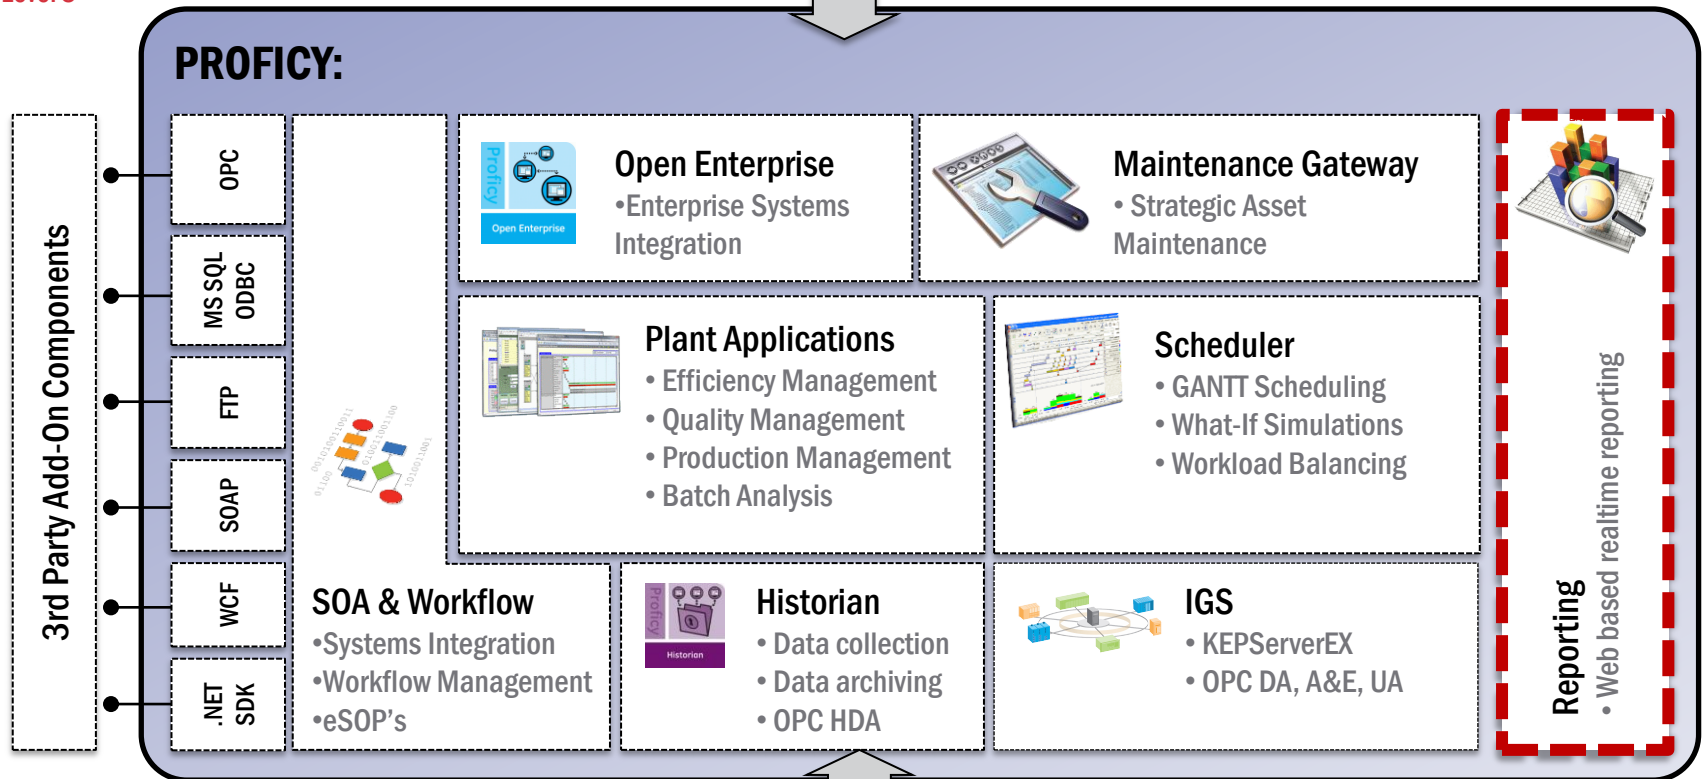 PROFICY:
3rd Party Add-On Components
OPC
MS SQL
ODBC
FTP
SOAP
WCF
.NET
SDK
Proficy
Open Enterprise
Open Enterprise
•Enterprise Systems
Integration
Maintenance Gateway
• Strategic Asset
Maintenance
Plant Applications
• Efficiency Management
• Quality Management
• Production Management
• Batch Analysis
Scheduler
• GANTT Scheduling
• What-If Simulations
• Workload Balancing
SOA & Workflow
•Systems Integration
•Workflow Management
•eSOP’s
Proficy
Historian
Historian
• Data collection
• Data archiving
• OPC HDA
IGS
• KEPServerEX
• OPC DA, A&E, UA
Reporting
• Web based realtime reporting